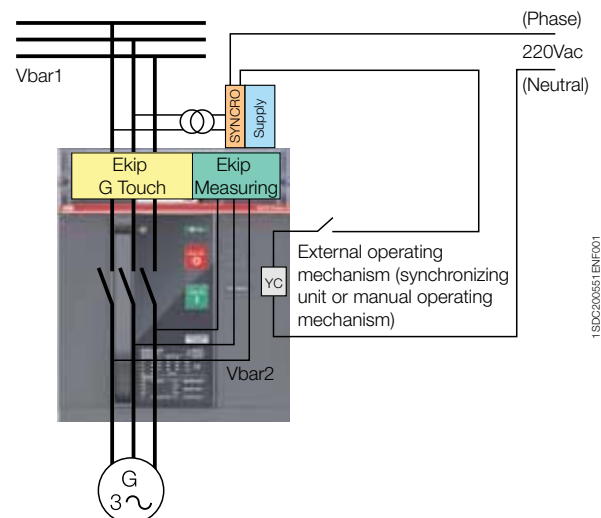 (Phase)
220Vac
(Neutral)
Vbar1
SYNCRO
Supply
Ekip
G Touch
Ekip
Measuring
External operating
mechanism (synchronizing
unit or manual operating
mechanism)
YC
Vbar2
G
3
1SDC200551ENF001